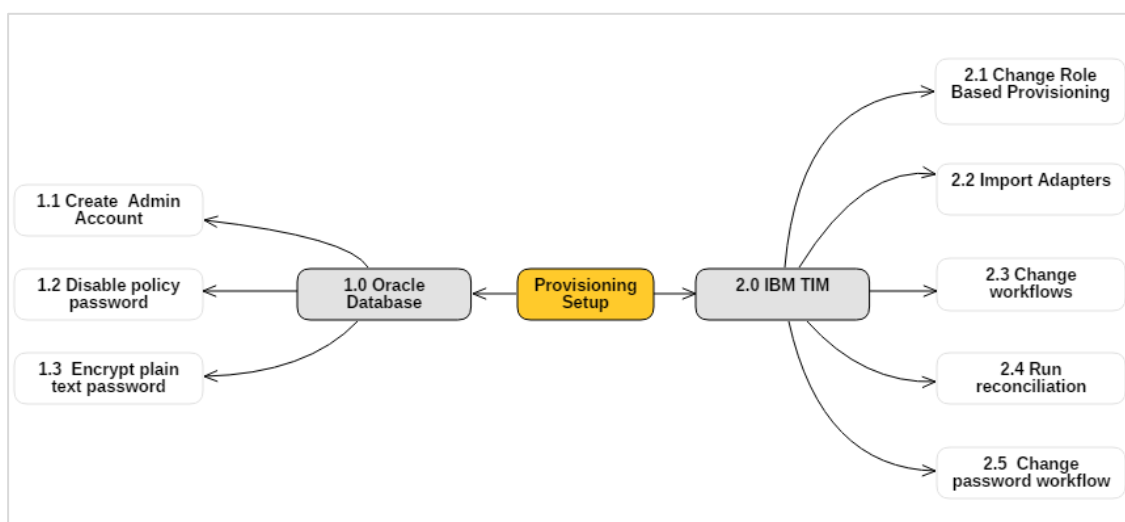 2.1 Change Role
Based Provisioning
2.2 Import Adapters
1.1 Create  Admin
Account
1.2 Disable policy
password
1.0 Oracle
Database
Provisioning
Setup
2.0 IBM TIM
2.3 Change
workflows
1.3  Encrypt plain
text password
2.4 Run
reconciliation
2.5  Change
password workflow